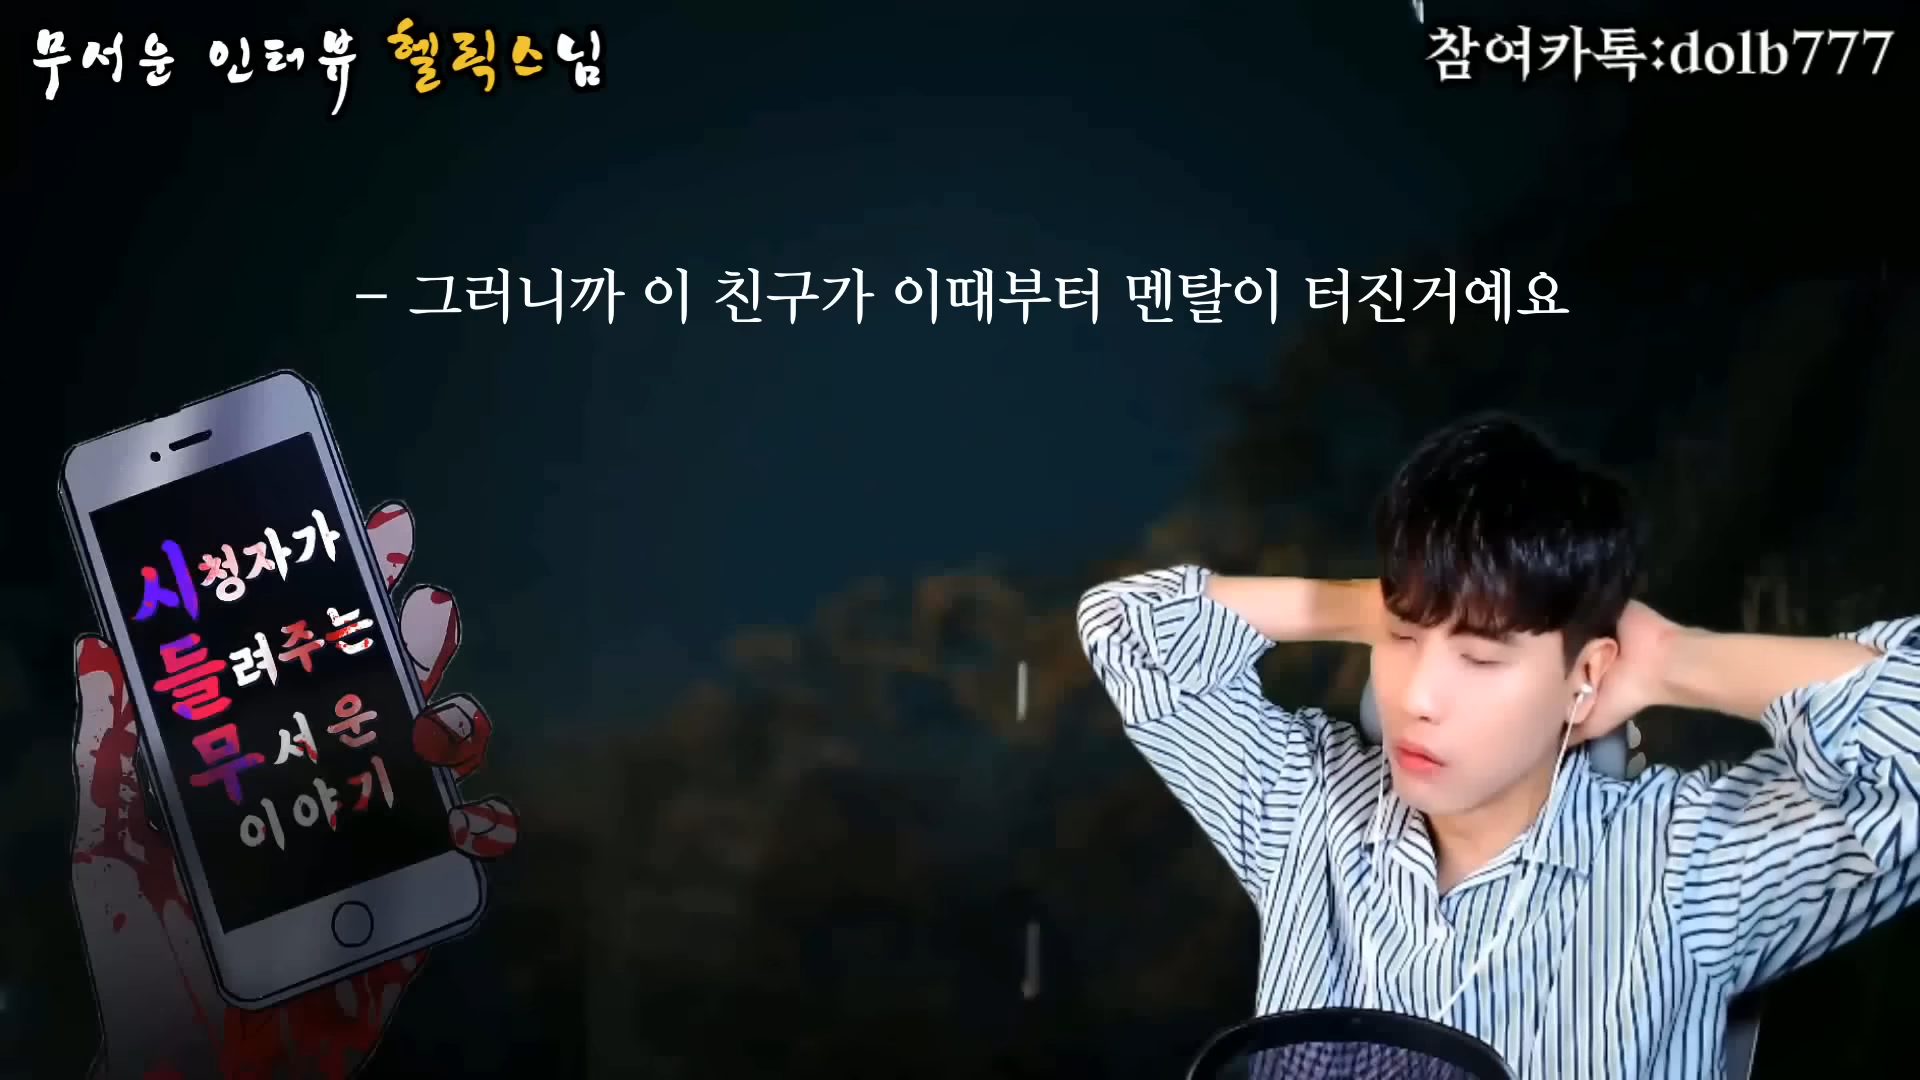 무서운 인터뷰 헬릭스님
참여카톡:dolb777
- 그러니까 이 친구가 이때부터 멘탈이 터진거예요
시청자가
들려주는
무서운
이야기